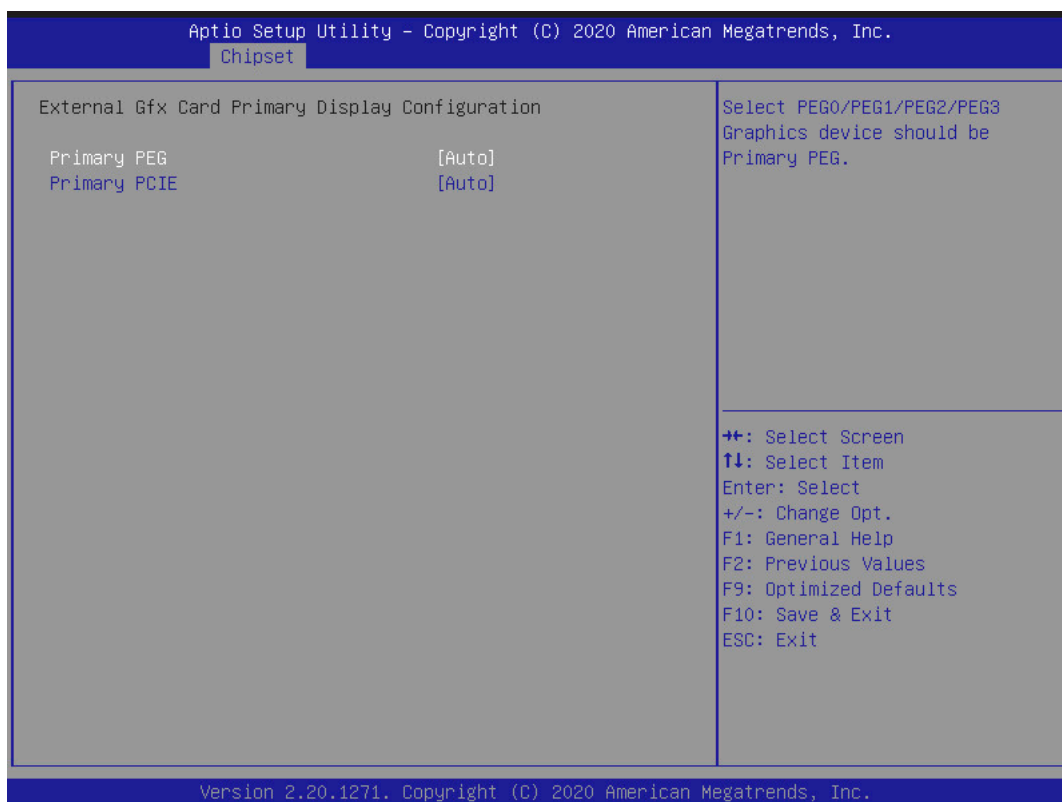 Aptio Setup Utility – Copyright (C) 2020 American Megatrends, Inc.
Chipset
External Gfx Card Primary Display Configuration
Primary PEG [Auto]
Primary PCIE [Auto]
Select PEG0/PEG1/PEG2/PEG3
Graphics device should be
Primary PEG.
→←: Select Screen
↑↓: Select Item
Enter: Select
+/-: Change Opt.
F1: General Help
F2: Previous Values
F9: Optimized Defaults
F10: Save & Exit
ESC: Exit
Version 2.20.1271. Copyright (C) 2020 American Megatrends, Inc.